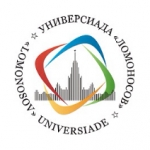 УНИВЕРСИАДА «ЛОМОНОСОВ»
"LOMONOSOV" UNIVERSIADE